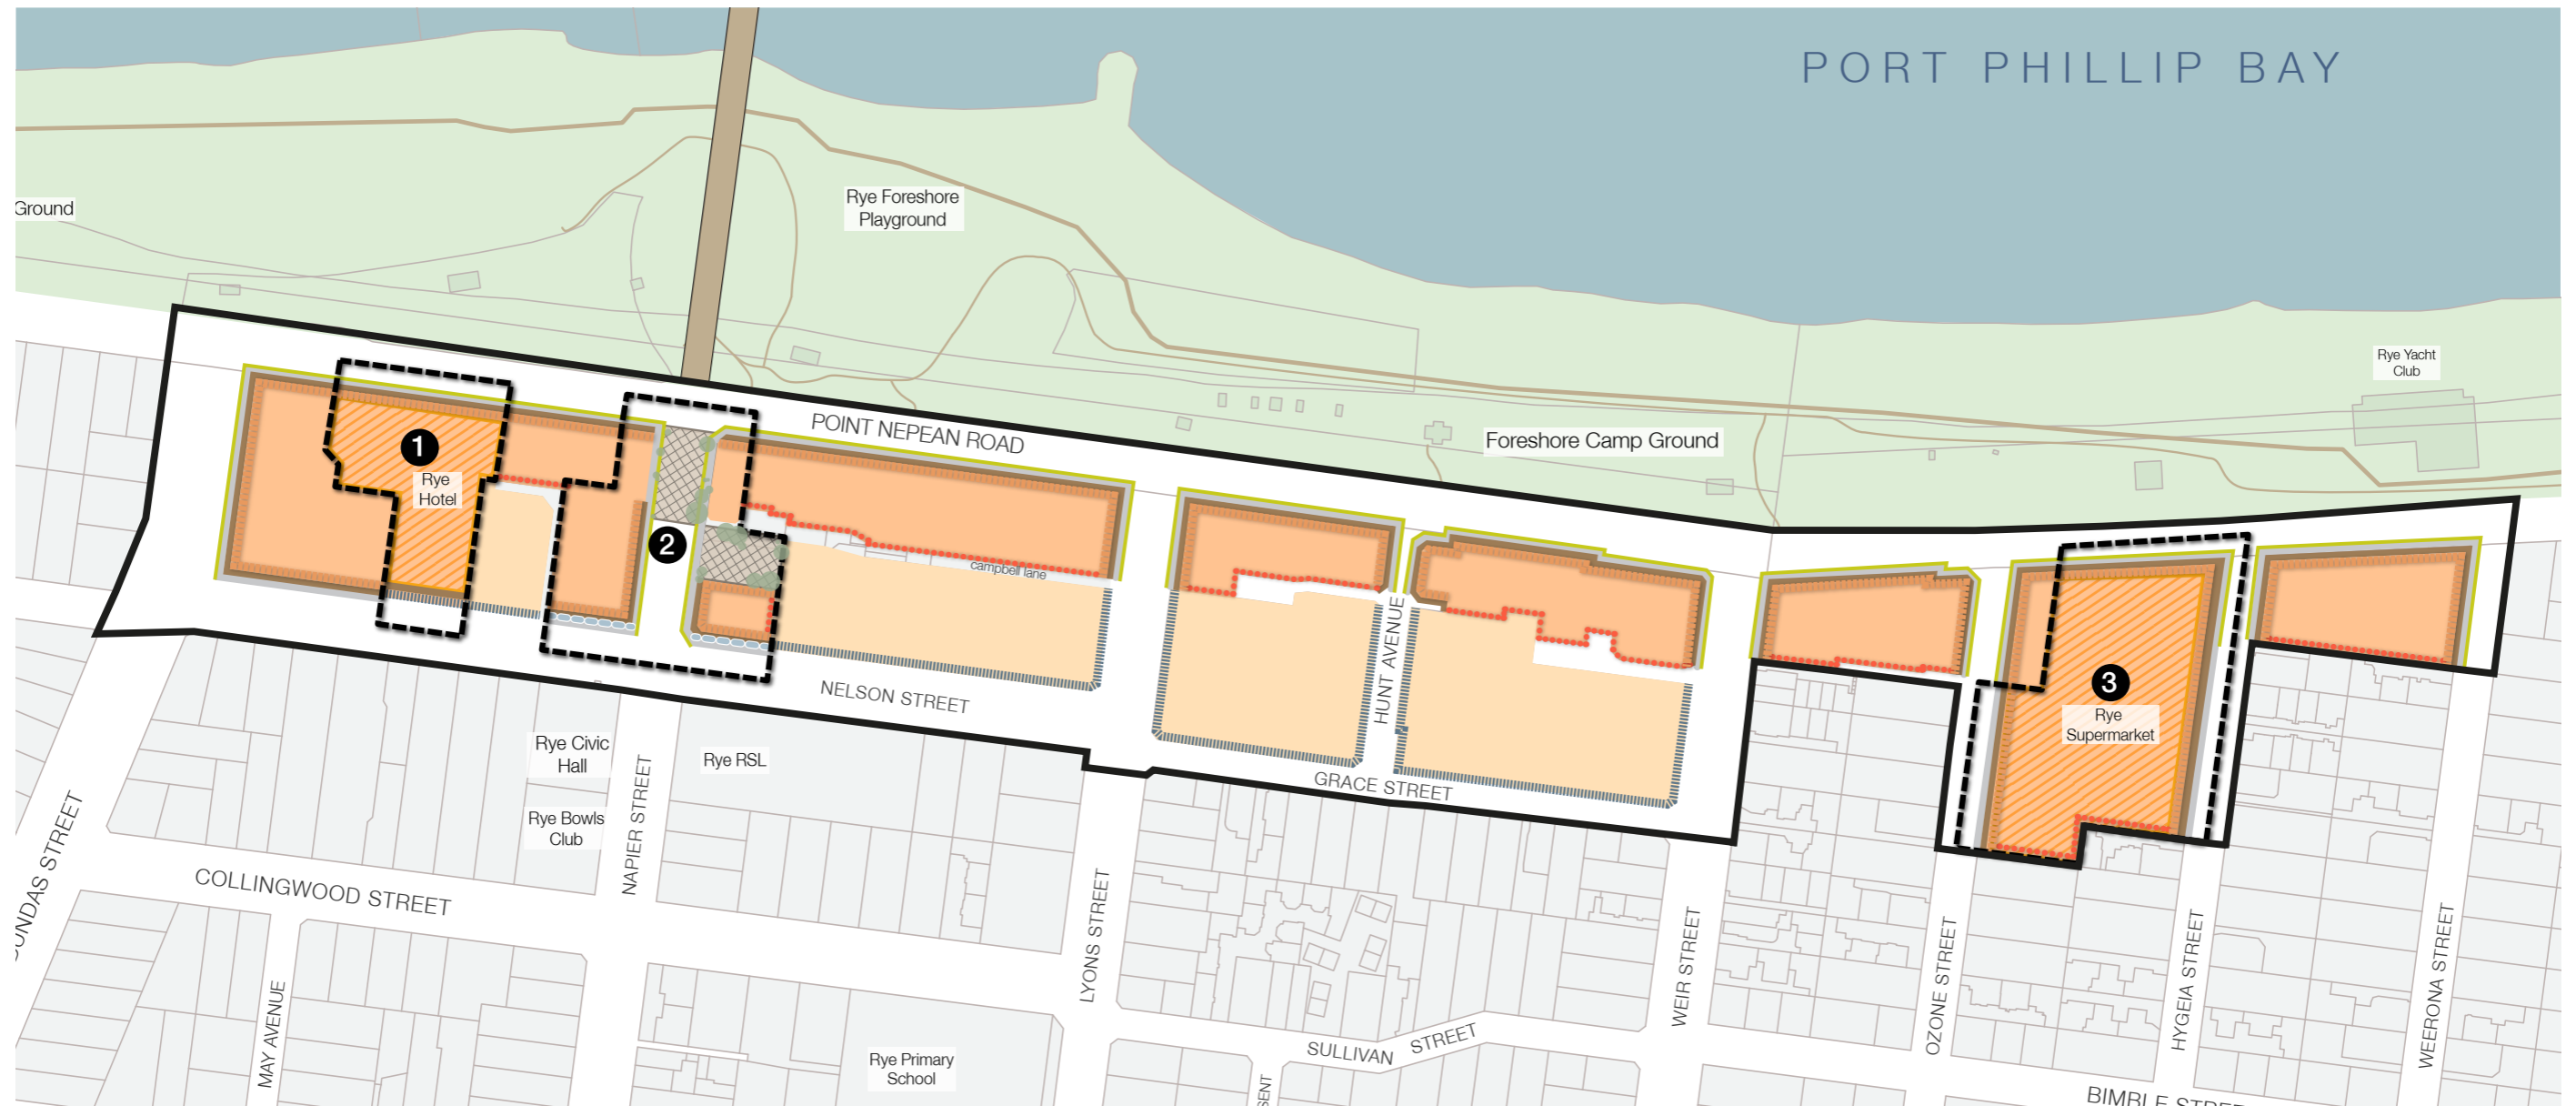 PORT PHILLIP BAY
Ground
Rye Foreshore
Playground
Rye Yacht
Club
POINT NEPEAN ROAD
Foreshore Camp Ground
1
Rye
Hotel
2
campbell lane
3
Rye
Supermarket
HUNT AVENUE
NELSON STREET
GRACE STREET
Rye Civic
Hall
Rye RSL
Rye Bowls
Club
NAPIER STREET
COLLINGWOOD STREET
STREET
LYONS STREET
WEIR STREET
OZONE STREET
HYGEIA STREET
WEERONA STREET
MAY AVENUE
SULLIVAN STREET
Rye Primary
School
BIMBLE